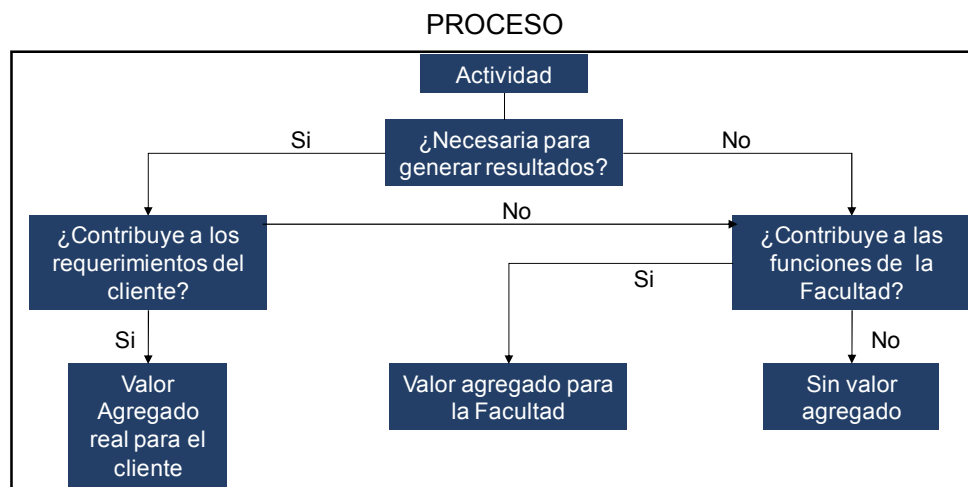 PROCESO
Actividad
Si
¿Necesaria para
generar resultados?
No
No
¿Contribuye a los
requerimientos del
cliente?
¿Contribuye a las
funciones de la
Facultad?
Si
Si
No
Valor
Agregado
real para el
cliente
Valor agregado para
la Facultad
Sin valor
agregado